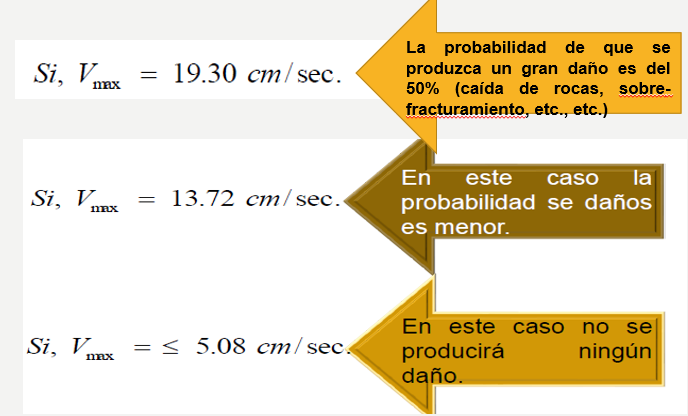 Si, Vmax = 19.30 cm/sec.
La probabilidad de que se
produzca un gran daño es del
50% (caída de rocas, sobre-
fracturamiento, etc., etc.)
Si, Vmax = 13.72 cm/sec.
En este caso la
probabilidad se daños
es menor.
Si, Vmax = ≤ 5.08 cm/sec.
En este caso no se
producirá ningún
daño.